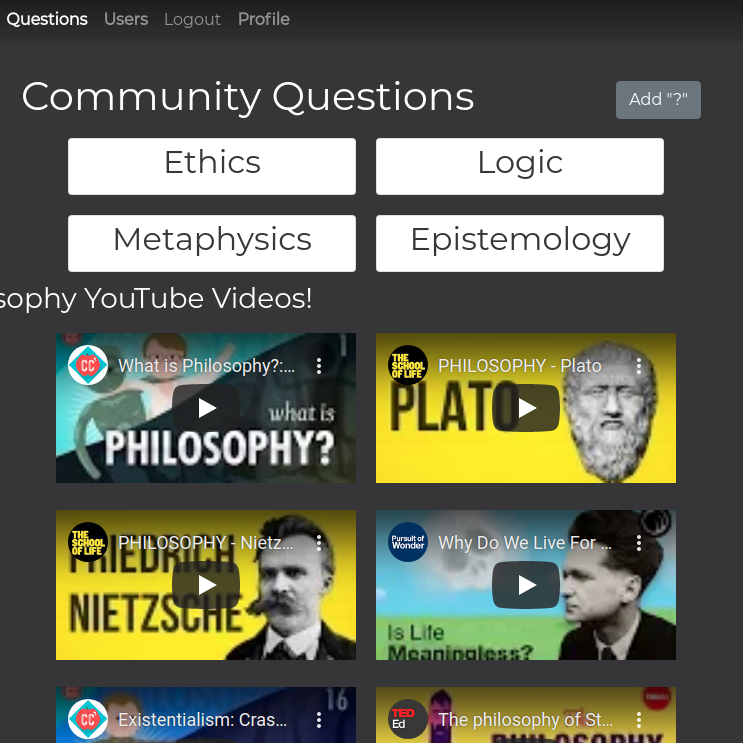 Questions Users Logout Profile
Community Questions
Add "?"
Ethics
Logic
Metaphysics
Epistemology
sophy YouTube Videos!
CC What is Philosophy?:...
1
what is
PHILOSOPHY?
THE SCHOOL OF LIFE PHILOSOPHY - Plato
PLATO
THE SCHOOL OF LIFE PHILOSOPHY - Nietz...
FRIEDRICH
NIETZSCHE
Pursuit of Wonder Why Do We Live For ...
Is Life
Meaningless?
CC Existentialism: Cras...
16
TED Ed The philosophy of St...
PHILOSOPHY